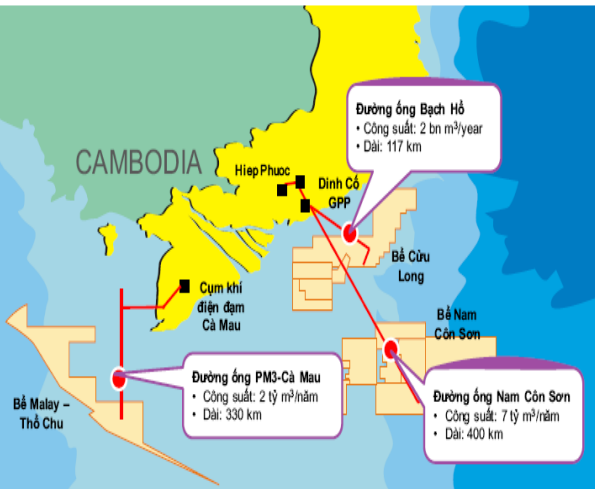 Đường ống Bạch Hổ
• Công suất: 2 bn m³/year
• Dài: 117 km
CAMBODIA
Hiep Phuoc
Dinh Cố
GPP
Bể Cửu
Long
Cụm khí
điện đạm
Cà Mau
Bể Nam
Côn Sơn
Đường ống PM3-Cà Mau
• Công suất: 2 tỷ m³/năm
• Dài: 330 km
Đường ống Nam Côn Sơn
• Công suất: 7 tỷ m³/năm
• Dài: 400 km
Bể Malay –
Thổ Chu